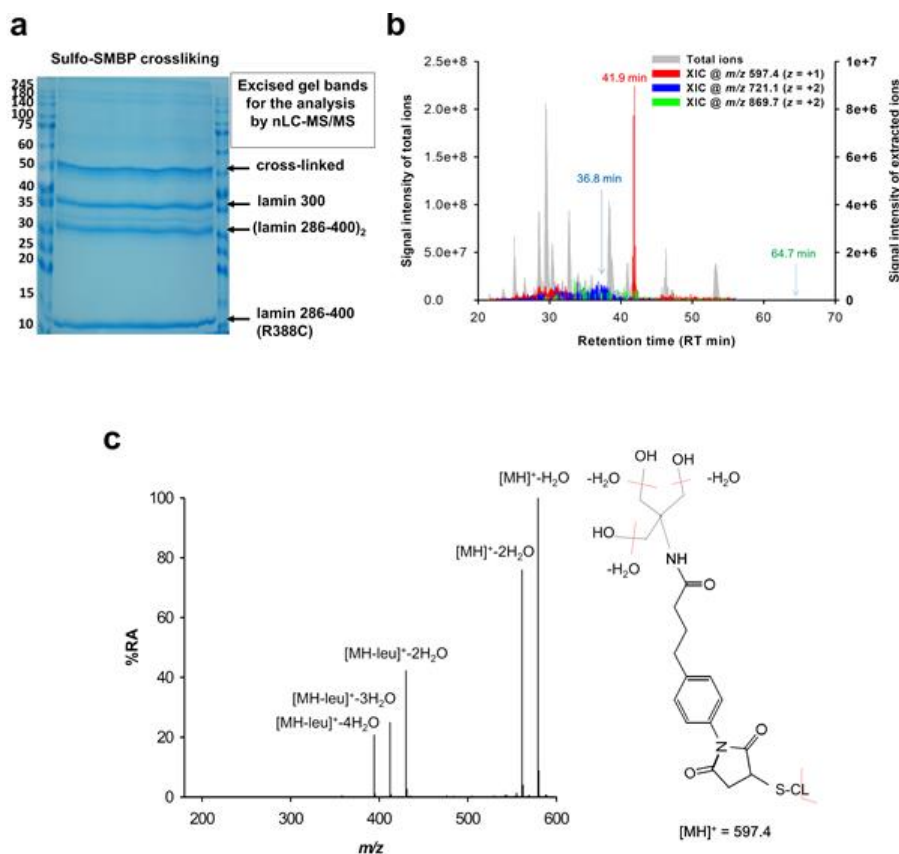 a
Sulfo-SMBP crossliking
245
180
140
100
75
60
50
40
35
30
25
20
15
10
Excised gel bands
for the analysis
by nLC-MS/MS
cross-linked
lamin 300
(lamin 286-400)₂
lamin 286-400
(R388C)
b
Signal intensity of total ions
2.5e+8
2.0e+8
1.5e+8
1.0e+8
5.0e+7
0.0
41.9 min
36.8 min
64.7 min
Total ions
XIC @ m/z 597.4 (z = +1)
XIC @ m/z 721.1 (z = +2)
XIC @ m/z 869.7 (z = +2)
1e+7
8e+6
6e+6
4e+6
2e+6
0
Signal intensity of extracted ions
20 30 40 50 60 70
Retention time (RT min)
c
%RA
100
80
60
40
20
0
[MH]⁺-H₂O
[MH]⁺-2H₂O
[MH-leu]⁺-2H₂O
[MH-leu]⁺-3H₂O
[MH-leu]⁺-4H₂O
200 300 400 500 600
m/z
OH OH
-H₂O -H₂O
HO
-H₂O
NH
O
N
O
O
S-CL
[MH]⁺ = 597.4